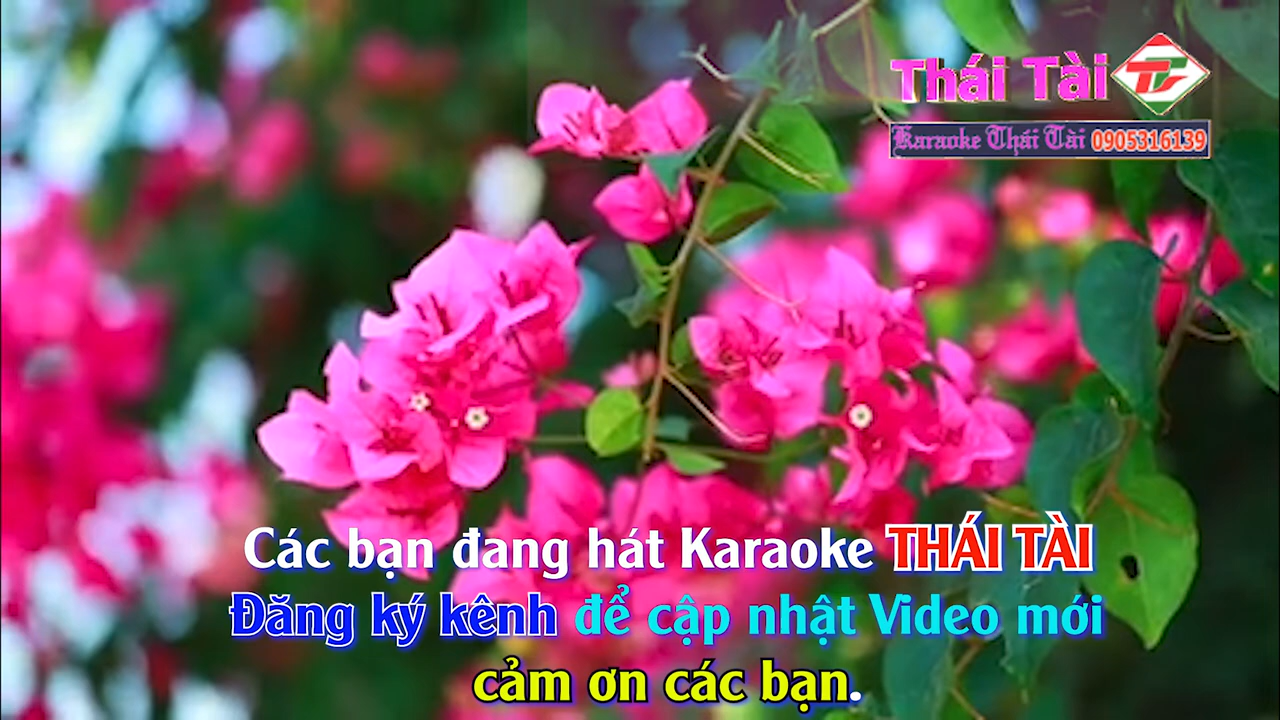 Thái Tài
Karaoke Thái Tài 0905316139
Các bạn đang hát Karaoke THÁI TÀI
Đăng ký kênh để cập nhật Video mới
cảm ơn các bạn.